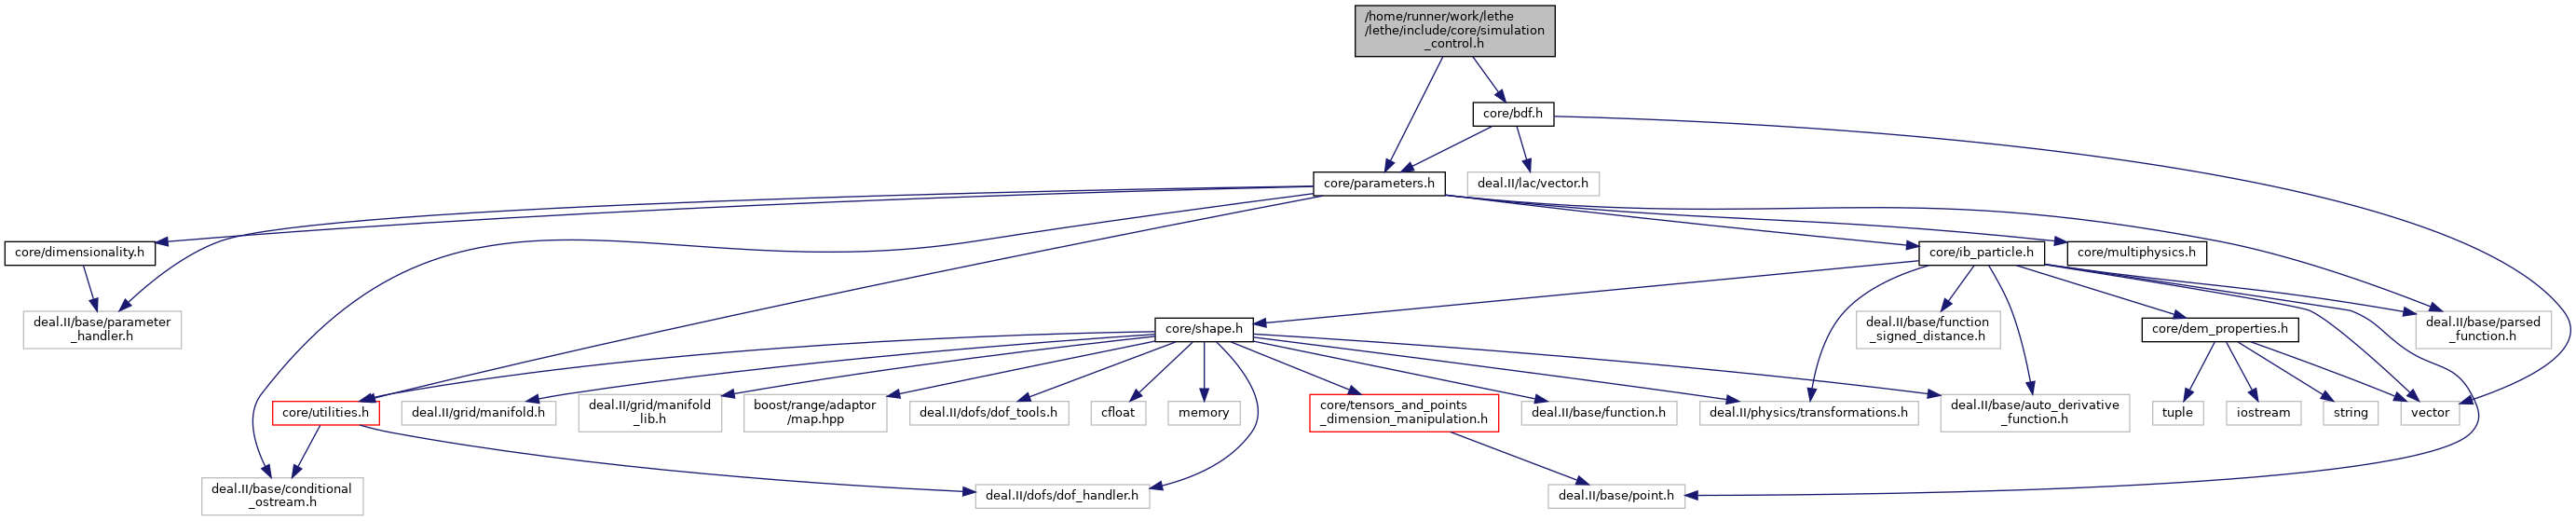 /home/runner/work/lethe
/lethe/include/core/simulation
_control.h
core/bdf.h
core/parameters.h
deal.II/lac/vector.h
core/dimensionality.h
core/ib_particle.h
core/multiphysics.h
deal.II/base/parameter
_handler.h
core/shape.h
deal.II/base/function
_signed_distance.h
core/dem_properties.h
deal.II/base/parsed
_function.h
core/utilities.h
deal.II/grid/manifold.h
deal.II/grid/manifold
_lib.h
boost/range/adaptor
/map.hpp
deal.II/dofs/dof_tools.h
cfloat
memory
core/tensors_and_points
_dimension_manipulation.h
deal.II/base/function.h
deal.II/physics/transformations.h
deal.II/base/auto_derivative
_function.h
tuple
iostream
string
vector
deal.II/base/conditional
_ostream.h
deal.II/dofs/dof_handler.h
deal.II/base/point.h